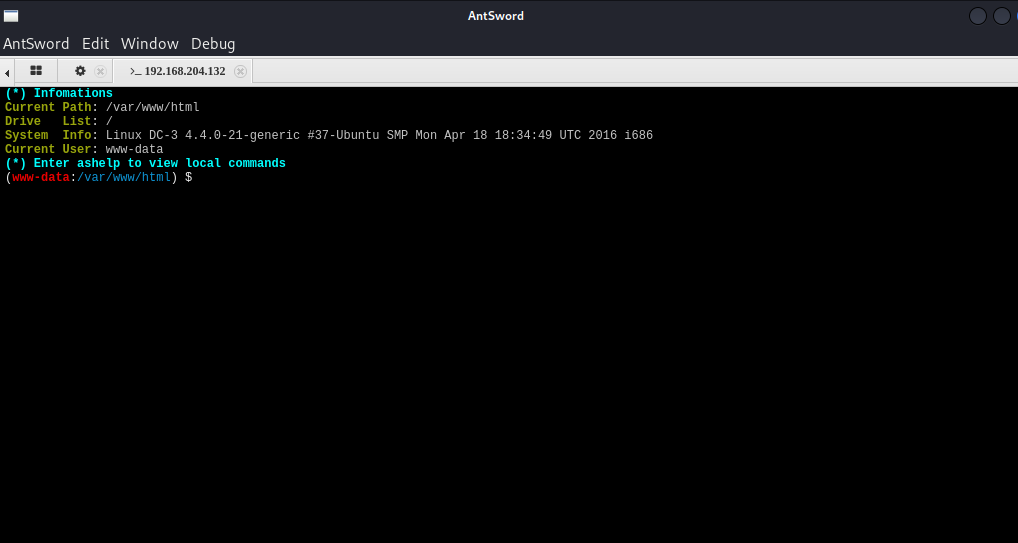 AntSword
AntSword Edit Window Debug
>_ 192.168.204.132
(*) Infomations
Current Path: /var/www/html
Drive   List: /
System  Info: Linux DC-3 4.4.0-21-generic #37-Ubuntu SMP Mon Apr 18 18:34:49 UTC 2016 i686
Current User: www-data
(*) Enter ashelp to view local commands
(www-data:/var/www/html) $